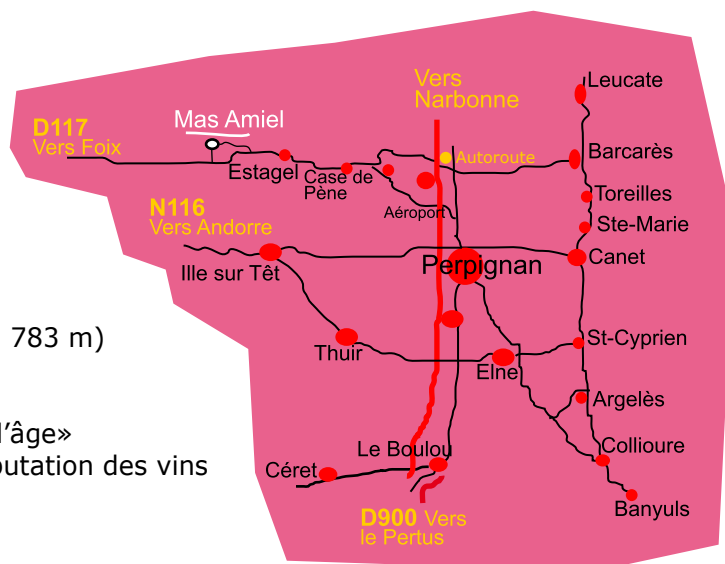 Vers
Narbonne
Leucate
Mas Amiel
D117
Vers Foix
Autoroute
Barcarès
Estagel
Case de
Pène
Toreilles
N116
Vers Andorre
Aéroport
Ste-Marie
Perpignan
Canet
Ille sur Têt
783 m)
St-Cyprien
Thuir
Elne
Argelès
l’âge»
putation des vins
Le Boulou
Collioure
Céret
Banyuls
D900 Vers
le Pertus